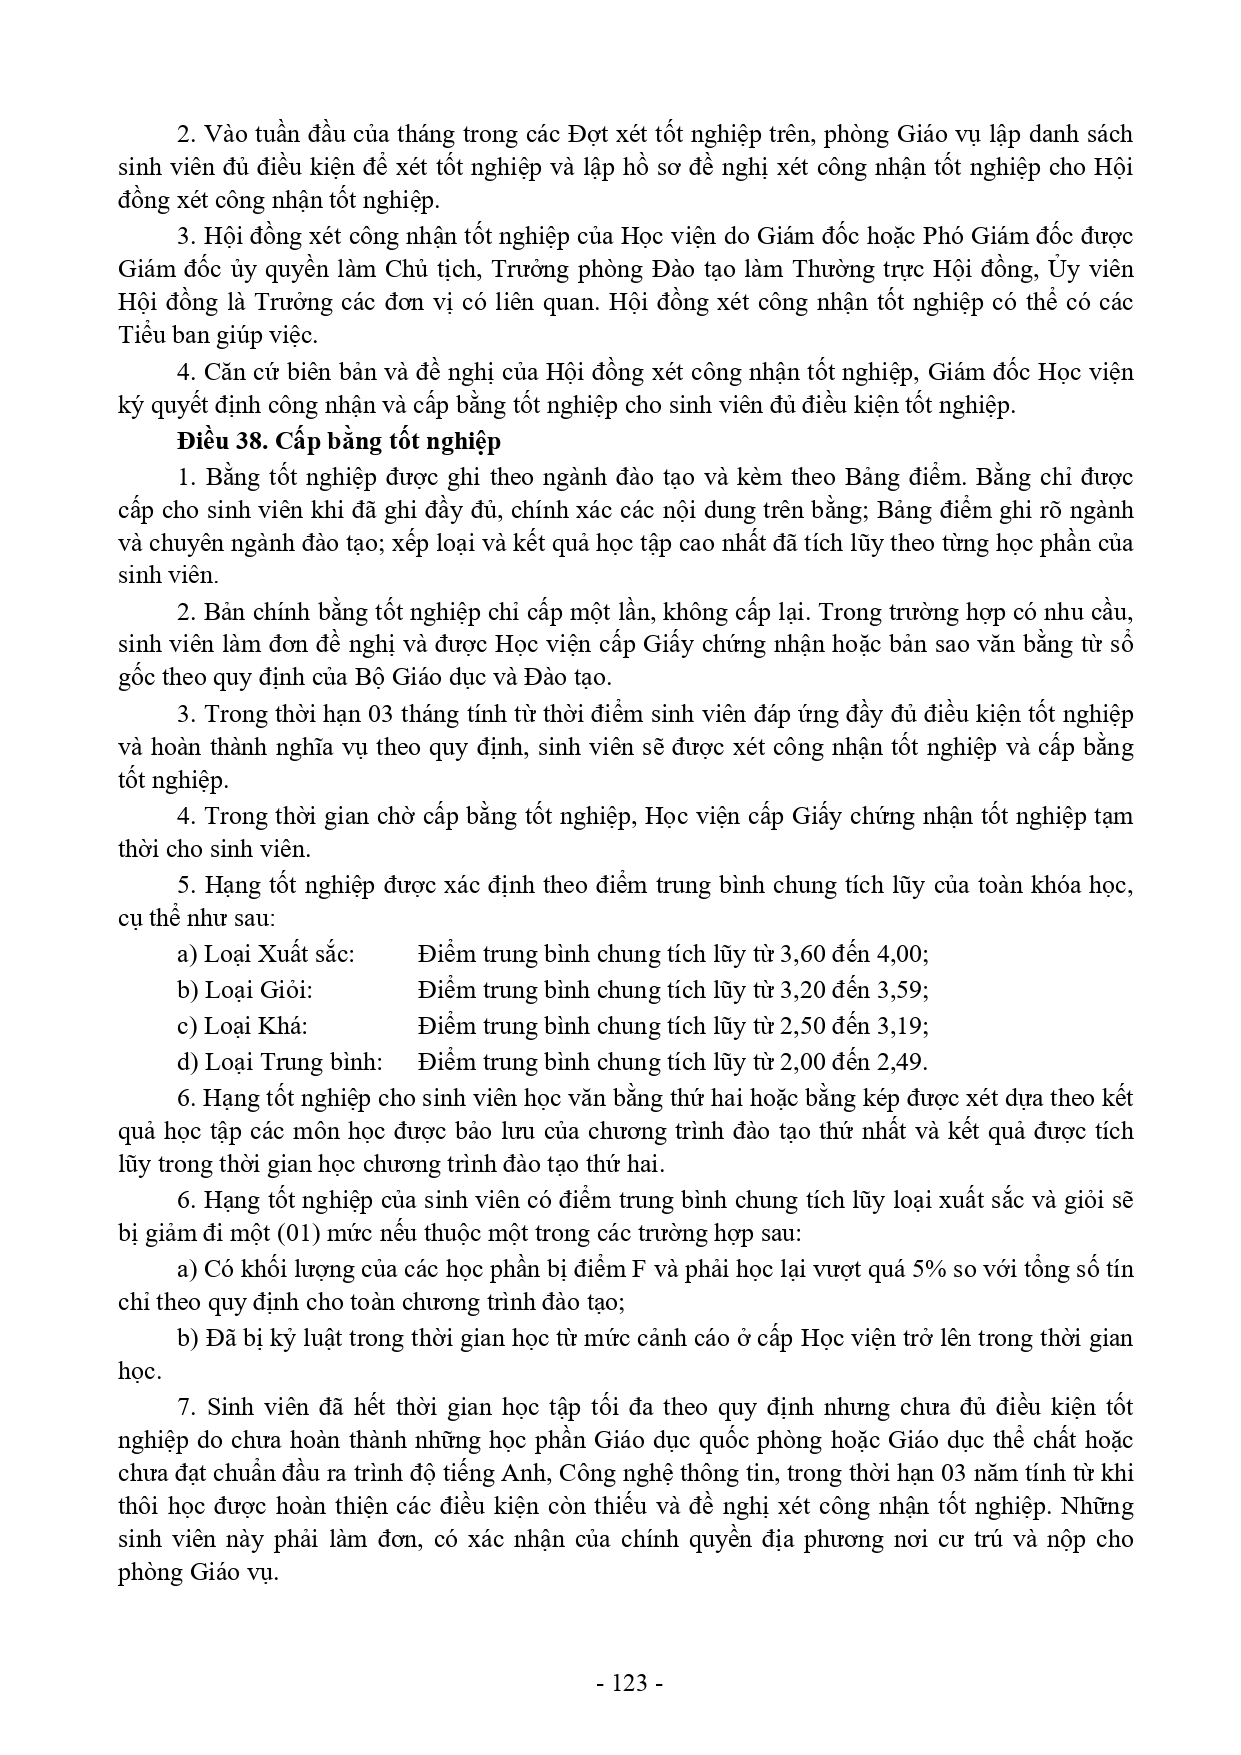 2. Vào tuần đầu của tháng trong các Đợt xét tốt nghiệp trên, phòng Giáo vụ lập danh sách
sinh viên đủ điều kiện để xét tốt nghiệp và lập hồ sơ đề nghị xét công nhận tốt nghiệp cho Hội
đồng xét công nhận tốt nghiệp.
3. Hội đồng xét công nhận tốt nghiệp của Học viện do Giám đốc hoặc Phó Giám đốc được
Giám đốc ủy quyền làm Chủ tịch, Trưởng phòng Đào tạo làm Thường trực Hội đồng, Ủy viên
Hội đồng là Trưởng các đơn vị có liên quan. Hội đồng xét công nhận tốt nghiệp có thể có các
Tiểu ban giúp việc.
4. Căn cứ biên bản và đề nghị của Hội đồng xét công nhận tốt nghiệp, Giám đốc Học viện
ký quyết định công nhận và cấp bằng tốt nghiệp cho sinh viên đủ điều kiện tốt nghiệp.
Điều 38. Cấp bằng tốt nghiệp
1. Bằng tốt nghiệp được ghi theo ngành đào tạo và kèm theo Bảng điểm. Bằng chỉ được
cấp cho sinh viên khi đã ghi đầy đủ, chính xác các nội dung trên bằng; Bảng điểm ghi rõ ngành
và chuyên ngành đào tạo; xếp loại và kết quả học tập cao nhất đã tích lũy theo từng học phần của
sinh viên.
2. Bản chính bằng tốt nghiệp chỉ cấp một lần, không cấp lại. Trong trường hợp có nhu cầu,
sinh viên làm đơn đề nghị và được Học viện cấp Giấy chứng nhận hoặc bản sao văn bằng từ sổ
gốc theo quy định của Bộ Giáo dục và Đào tạo.
3. Trong thời hạn 03 tháng tính từ thời điểm sinh viên đáp ứng đầy đủ điều kiện tốt nghiệp
và hoàn thành nghĩa vụ theo quy định, sinh viên sẽ được xét công nhận tốt nghiệp và cấp bằng
tốt nghiệp.
4. Trong thời gian chờ cấp bằng tốt nghiệp, Học viện cấp Giấy chứng nhận tốt nghiệp tạm
thời cho sinh viên.
5. Hạng tốt nghiệp được xác định theo điểm trung bình chung tích lũy của toàn khóa học,
cụ thể như sau:
a) Loại Xuất sắc: Điểm trung bình chung tích lũy từ 3,60 đến 4,00;
b) Loại Giỏi: Điểm trung bình chung tích lũy từ 3,20 đến 3,59;
c) Loại Khá: Điểm trung bình chung tích lũy từ 2,50 đến 3,19;
d) Loại Trung bình: Điểm trung bình chung tích lũy từ 2,00 đến 2,49.
6. Hạng tốt nghiệp cho sinh viên học văn bằng thứ hai hoặc bằng kép được xét dựa theo kết
quả học tập các môn học được bảo lưu của chương trình đào tạo thứ nhất và kết quả được tích
lũy trong thời gian học chương trình đào tạo thứ hai.
6. Hạng tốt nghiệp của sinh viên có điểm trung bình chung tích lũy loại xuất sắc và giỏi sẽ
bị giảm đi một (01) mức nếu thuộc một trong các trường hợp sau:
a) Có khối lượng của các học phần bị điểm F và phải học lại vượt quá 5% so với tổng số tín
chỉ theo quy định cho toàn chương trình đào tạo;
b) Đã bị kỷ luật trong thời gian học từ mức cảnh cáo ở cấp Học viện trở lên trong thời gian
học.
7. Sinh viên đã hết thời gian học tập tối đa theo quy định nhưng chưa đủ điều kiện tốt
nghiệp do chưa hoàn thành những học phần Giáo dục quốc phòng hoặc Giáo dục thể chất hoặc
chưa đạt chuẩn đầu ra trình độ tiếng Anh, Công nghệ thông tin, trong thời hạn 03 năm tính từ khi
thôi học được hoàn thiện các điều kiện còn thiếu và đề nghị xét công nhận tốt nghiệp. Những
sinh viên này phải làm đơn, có xác nhận của chính quyền địa phương nơi cư trú và nộp cho
phòng Giáo vụ.
- 123 -